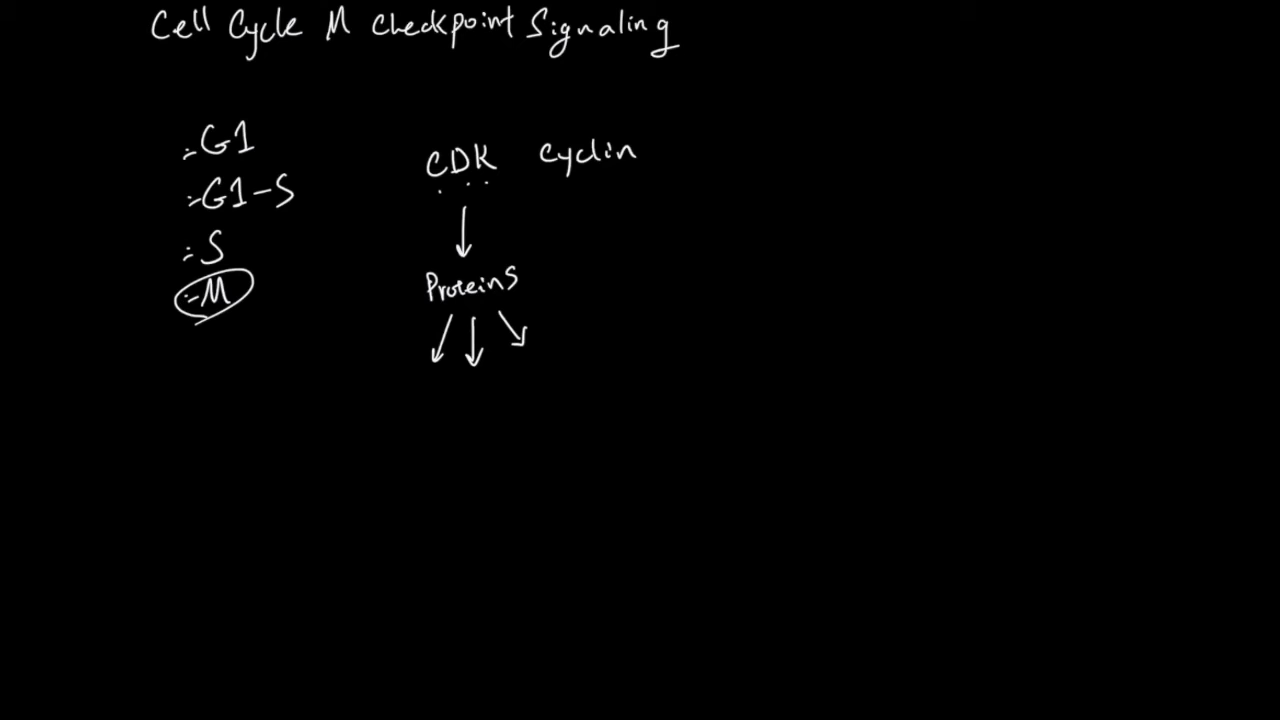 Cell Cycle M Checkpoint Signaling
:- G1
:- G1-S
:- S
:- M
CDK Cyclin
Proteins